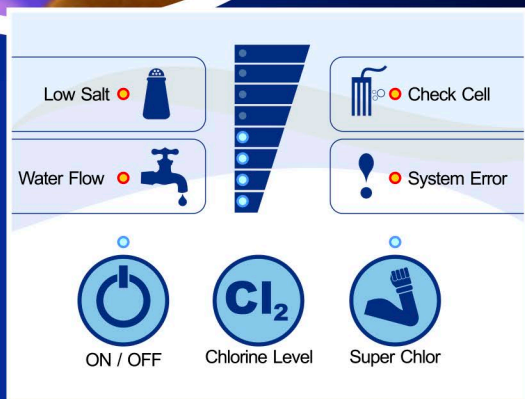 Low Salt
Check Cell
Water Flow
System Error
Cl₂
ON / OFF
Chlorine Level
Super Chlor